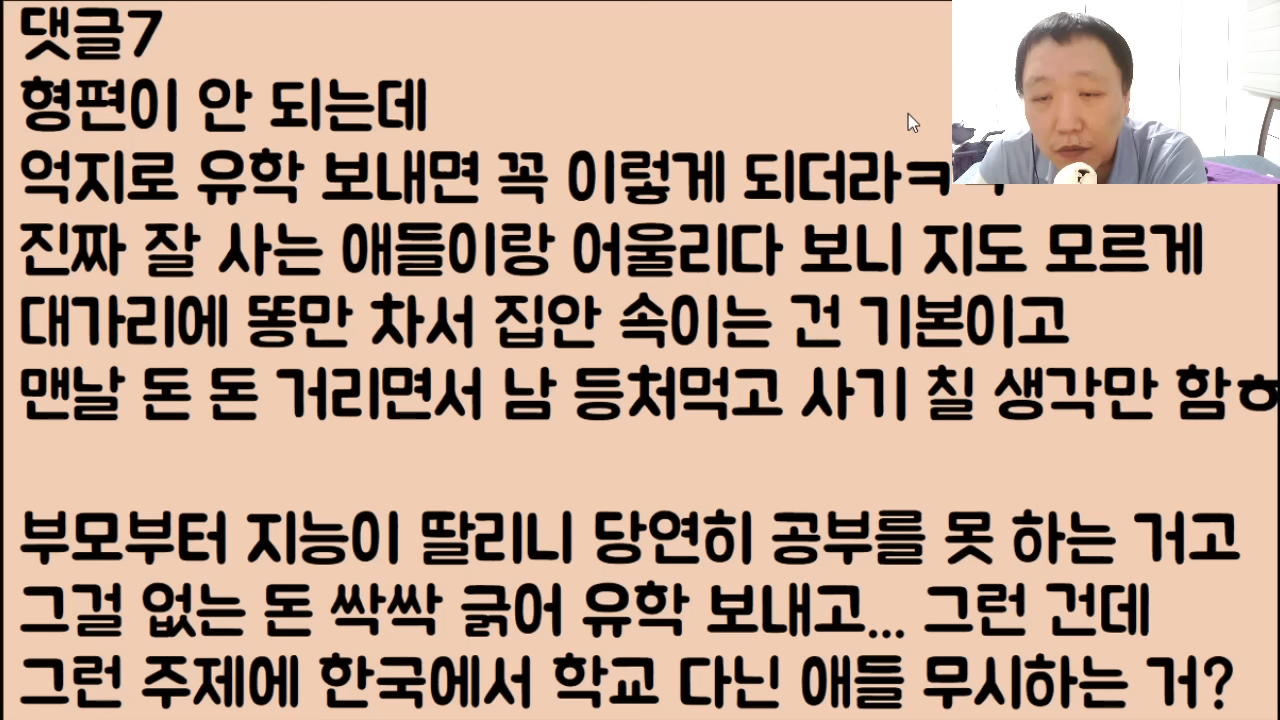 댓글7
형편이 안 되는데
억지로 유학 보내면 꼭 이렇게 되더라ㅋ
진짜 잘 사는 애들이랑 어울리다 보니 지도 모르게
대가리에 똥만 차서 집안 속이는 건 기본이고
맨날 돈 돈 거리면서 남 등처먹고 사기 칠 생각만 함ㅎ
부모부터 지능이 딸리니 당연히 공부를 못 하는 거고
그걸 없는 돈 싹싹 긁어 유학 보내고... 그런 건데
그런 주제에 한국에서 학교 다닌 애들 무시하는 거?